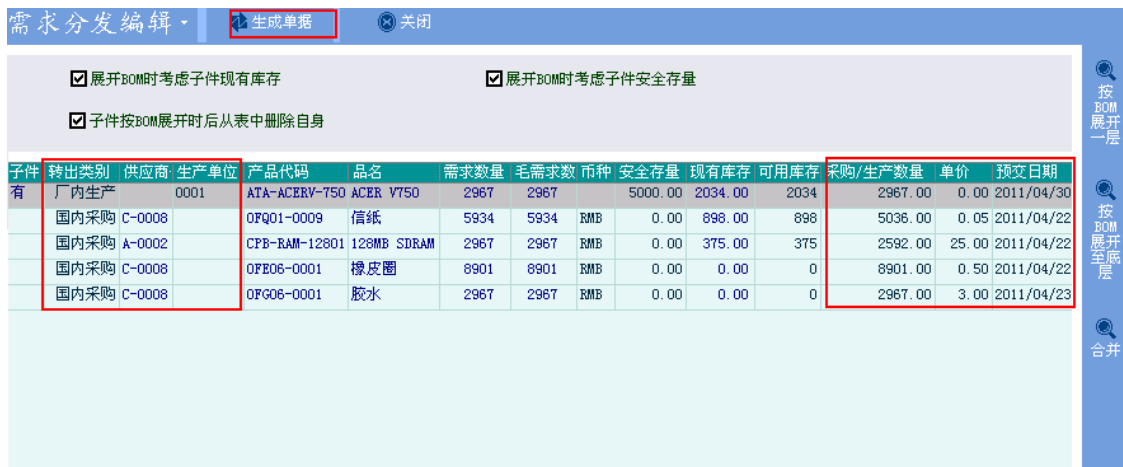 需求分发编辑 生成单据 关闭
展开BOM时考虑子件现有库存 展开BOM时考虑子件安全存量
子件按BOM展开时后从表中删除自身
子件 转出类别 供应商 生产单位 产品代码 品名 需求数量 毛需求数 币种 安全存量 现有库存 可用库存 采购/生产数量 单价 预交日期
有 厂内生产 0001 ATA-ACERV-750 ACER V750 2967 2967 5000.00 2034.00 2034 2967.00 0.00 2011/04/30
国内采购 C-0008 OFQ01-0009 信纸 5934 5934 RMB 0.00 898.00 898 5036.00 0.05 2011/04/22
国内采购 A-0002 CPB-RAM-12801 128MB SDRAM 2967 2967 RMB 0.00 375.00 375 2592.00 25.00 2011/04/22
国内采购 C-0008 OFE06-0001 橡皮圈 8901 8901 RMB 0.00 0.00 0 8901.00 0.50 2011/04/22
国内采购 C-0008 OFG06-0001 胶水 2967 2967 RMB 0.00 0.00 0 2967.00 3.00 2011/04/23
按
BOM
展开
一层
按
BOM
展开
至底
层
合并